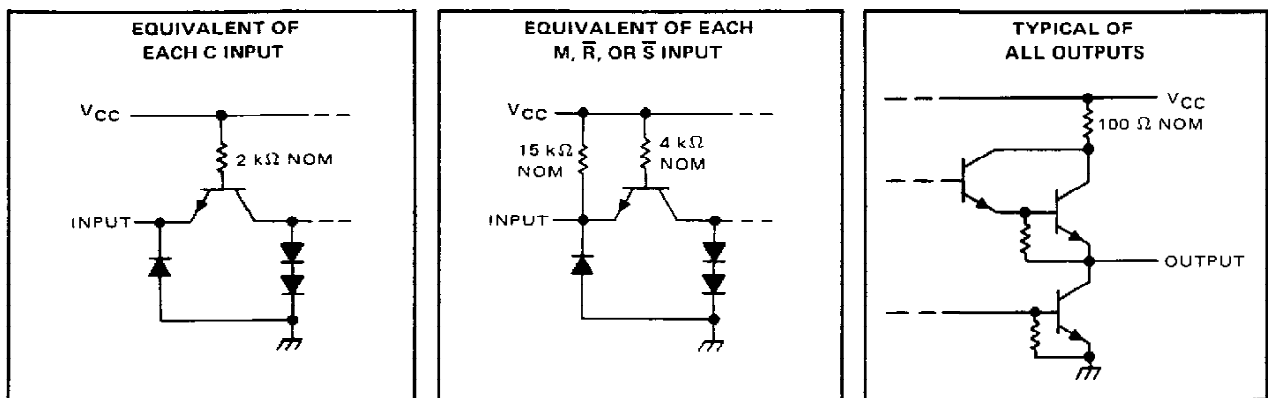 EQUIVALENT OF
EACH C INPUT
VCC
2 kΩ NOM
INPUT
EQUIVALENT OF EACH
M, R̅, OR S̅ INPUT
VCC
15 kΩ
NOM
4 kΩ
NOM
INPUT
TYPICAL OF
ALL OUTPUTS
VCC
100 Ω NOM
OUTPUT